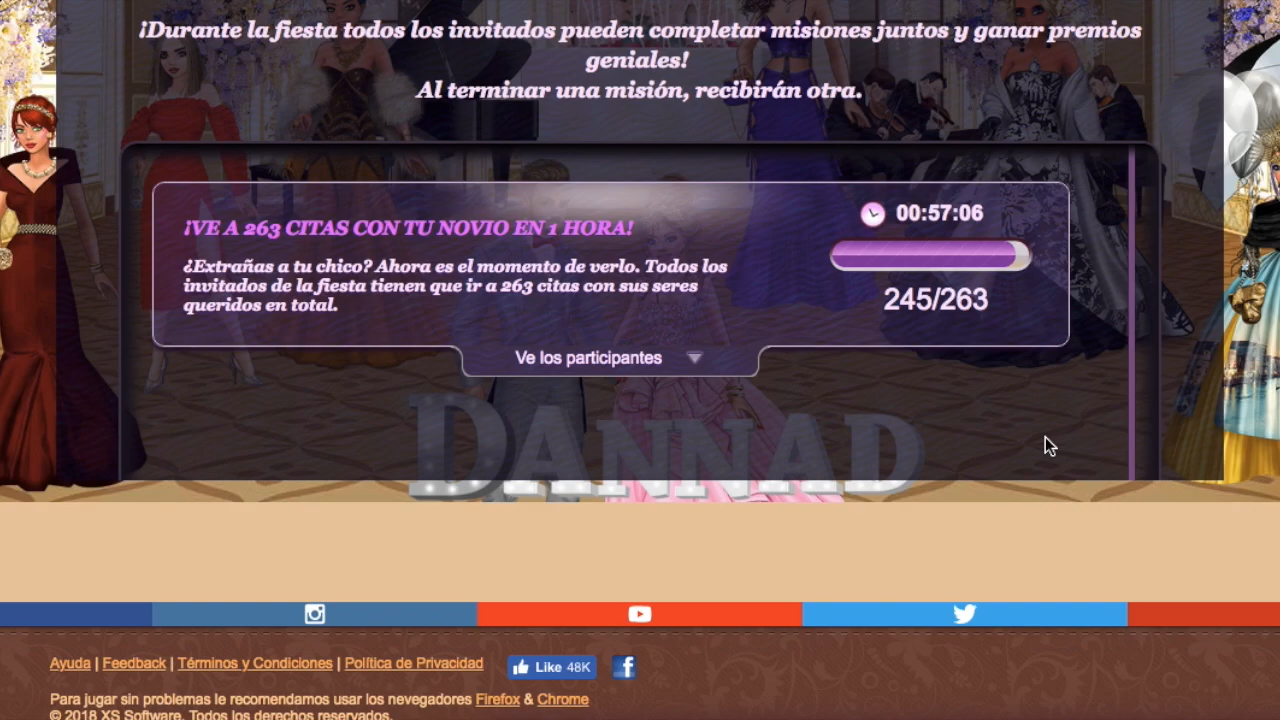 ¡Durante la fiesta todos los invitados pueden completar misiones juntos y ganar premios
geniales!
Al terminar una misión, recibirán otra.
¡VE A 263 CITAS CON TU NOVIO EN 1 HORA!
¿Extrañas a tu chico? Ahora es el momento de verlo. Todos los
invitados de la fiesta tienen que ir a 263 citas con sus seres
queridos en total.
00:57:06
245/263
Ve los participantes
DANNAD
Ayuda | Feedback | Términos y Condiciones | Política de Privacidad
Like 48K
Para jugar sin problemas le recomendamos usar los nevegadores Firefox & Chrome
© 2018 XS Software. Todos los derechos reservados.